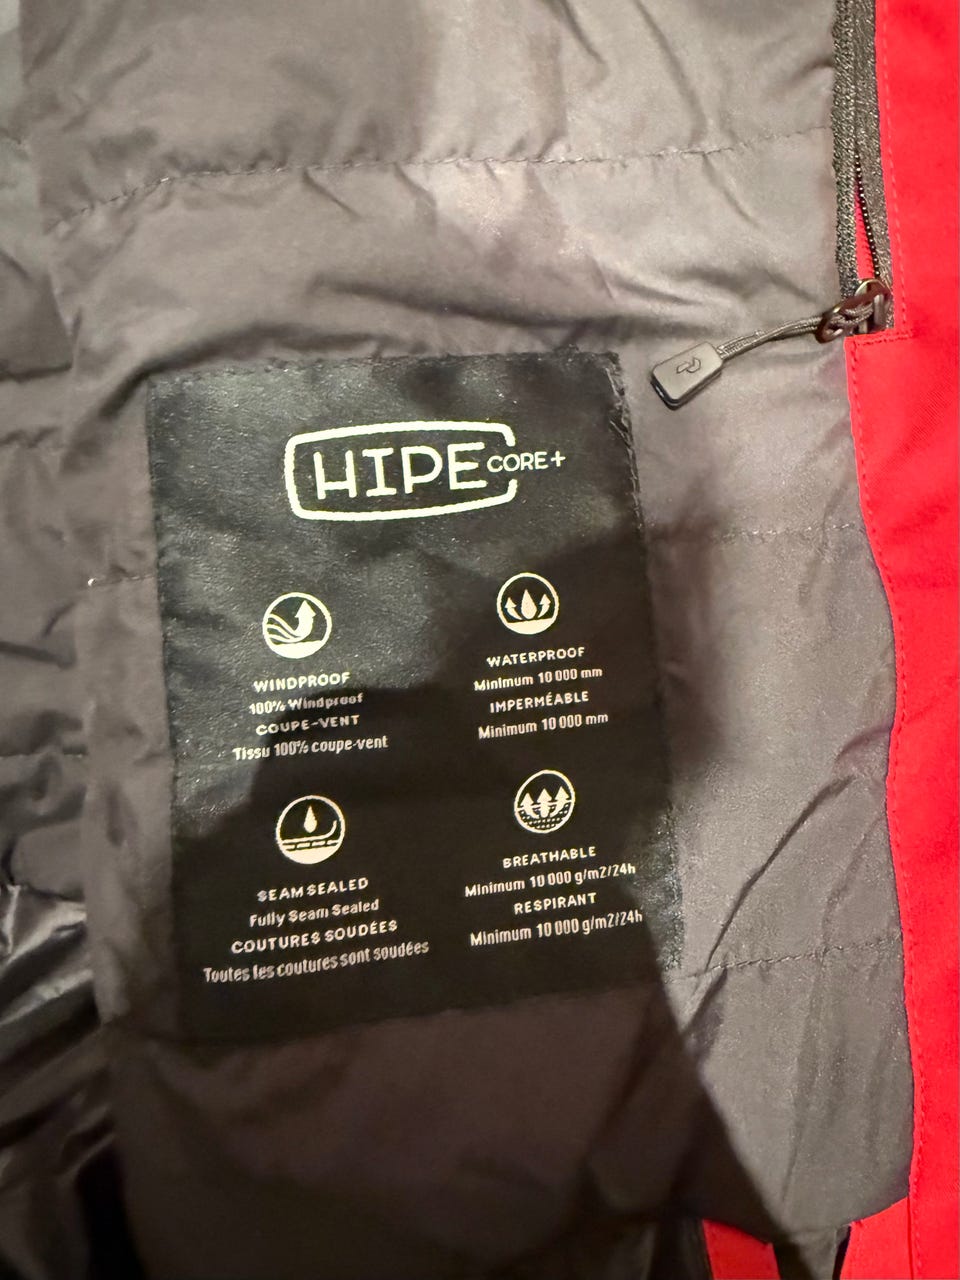 HIPE CORE+
WINDPROOF
100% Windproof
COUPE-VENT
Tissu 100% coupe-vent
WATERPROOF
Minimum 10 000 mm
IMPERMÉABLE
Minimum 10 000 mm
SEAM SEALED
Fully Seam Sealed
COUTURES SOUDÉES
Toutes les coutures sont soudées
BREATHABLE
Minimum 10 000 g/m2/24h
RESPIRANT
Minimum 10 000 g/m2/24h